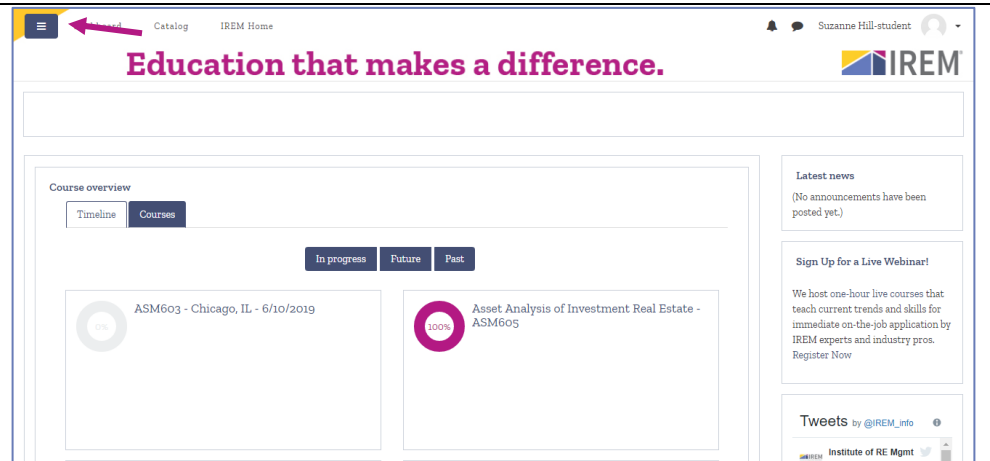 Catalog
IREM Home
Suzanne Hill-student
Education that makes a difference.
IREM
Course overview
Timeline
Courses
In progress
Future
Past
ASM603 - Chicago, IL - 6/10/2019
0%
Asset Analysis of Investment Real Estate -
ASM605
100%
Latest news
(No announcements have been
posted yet.)
Sign Up for a Live Webinar!
We host one-hour live courses that
teach current trends and skills for
immediate on-the-job application by
IREM experts and industry pros.
Register Now
Tweets by @IREM_info
IREM
Institute of RE Mgmt